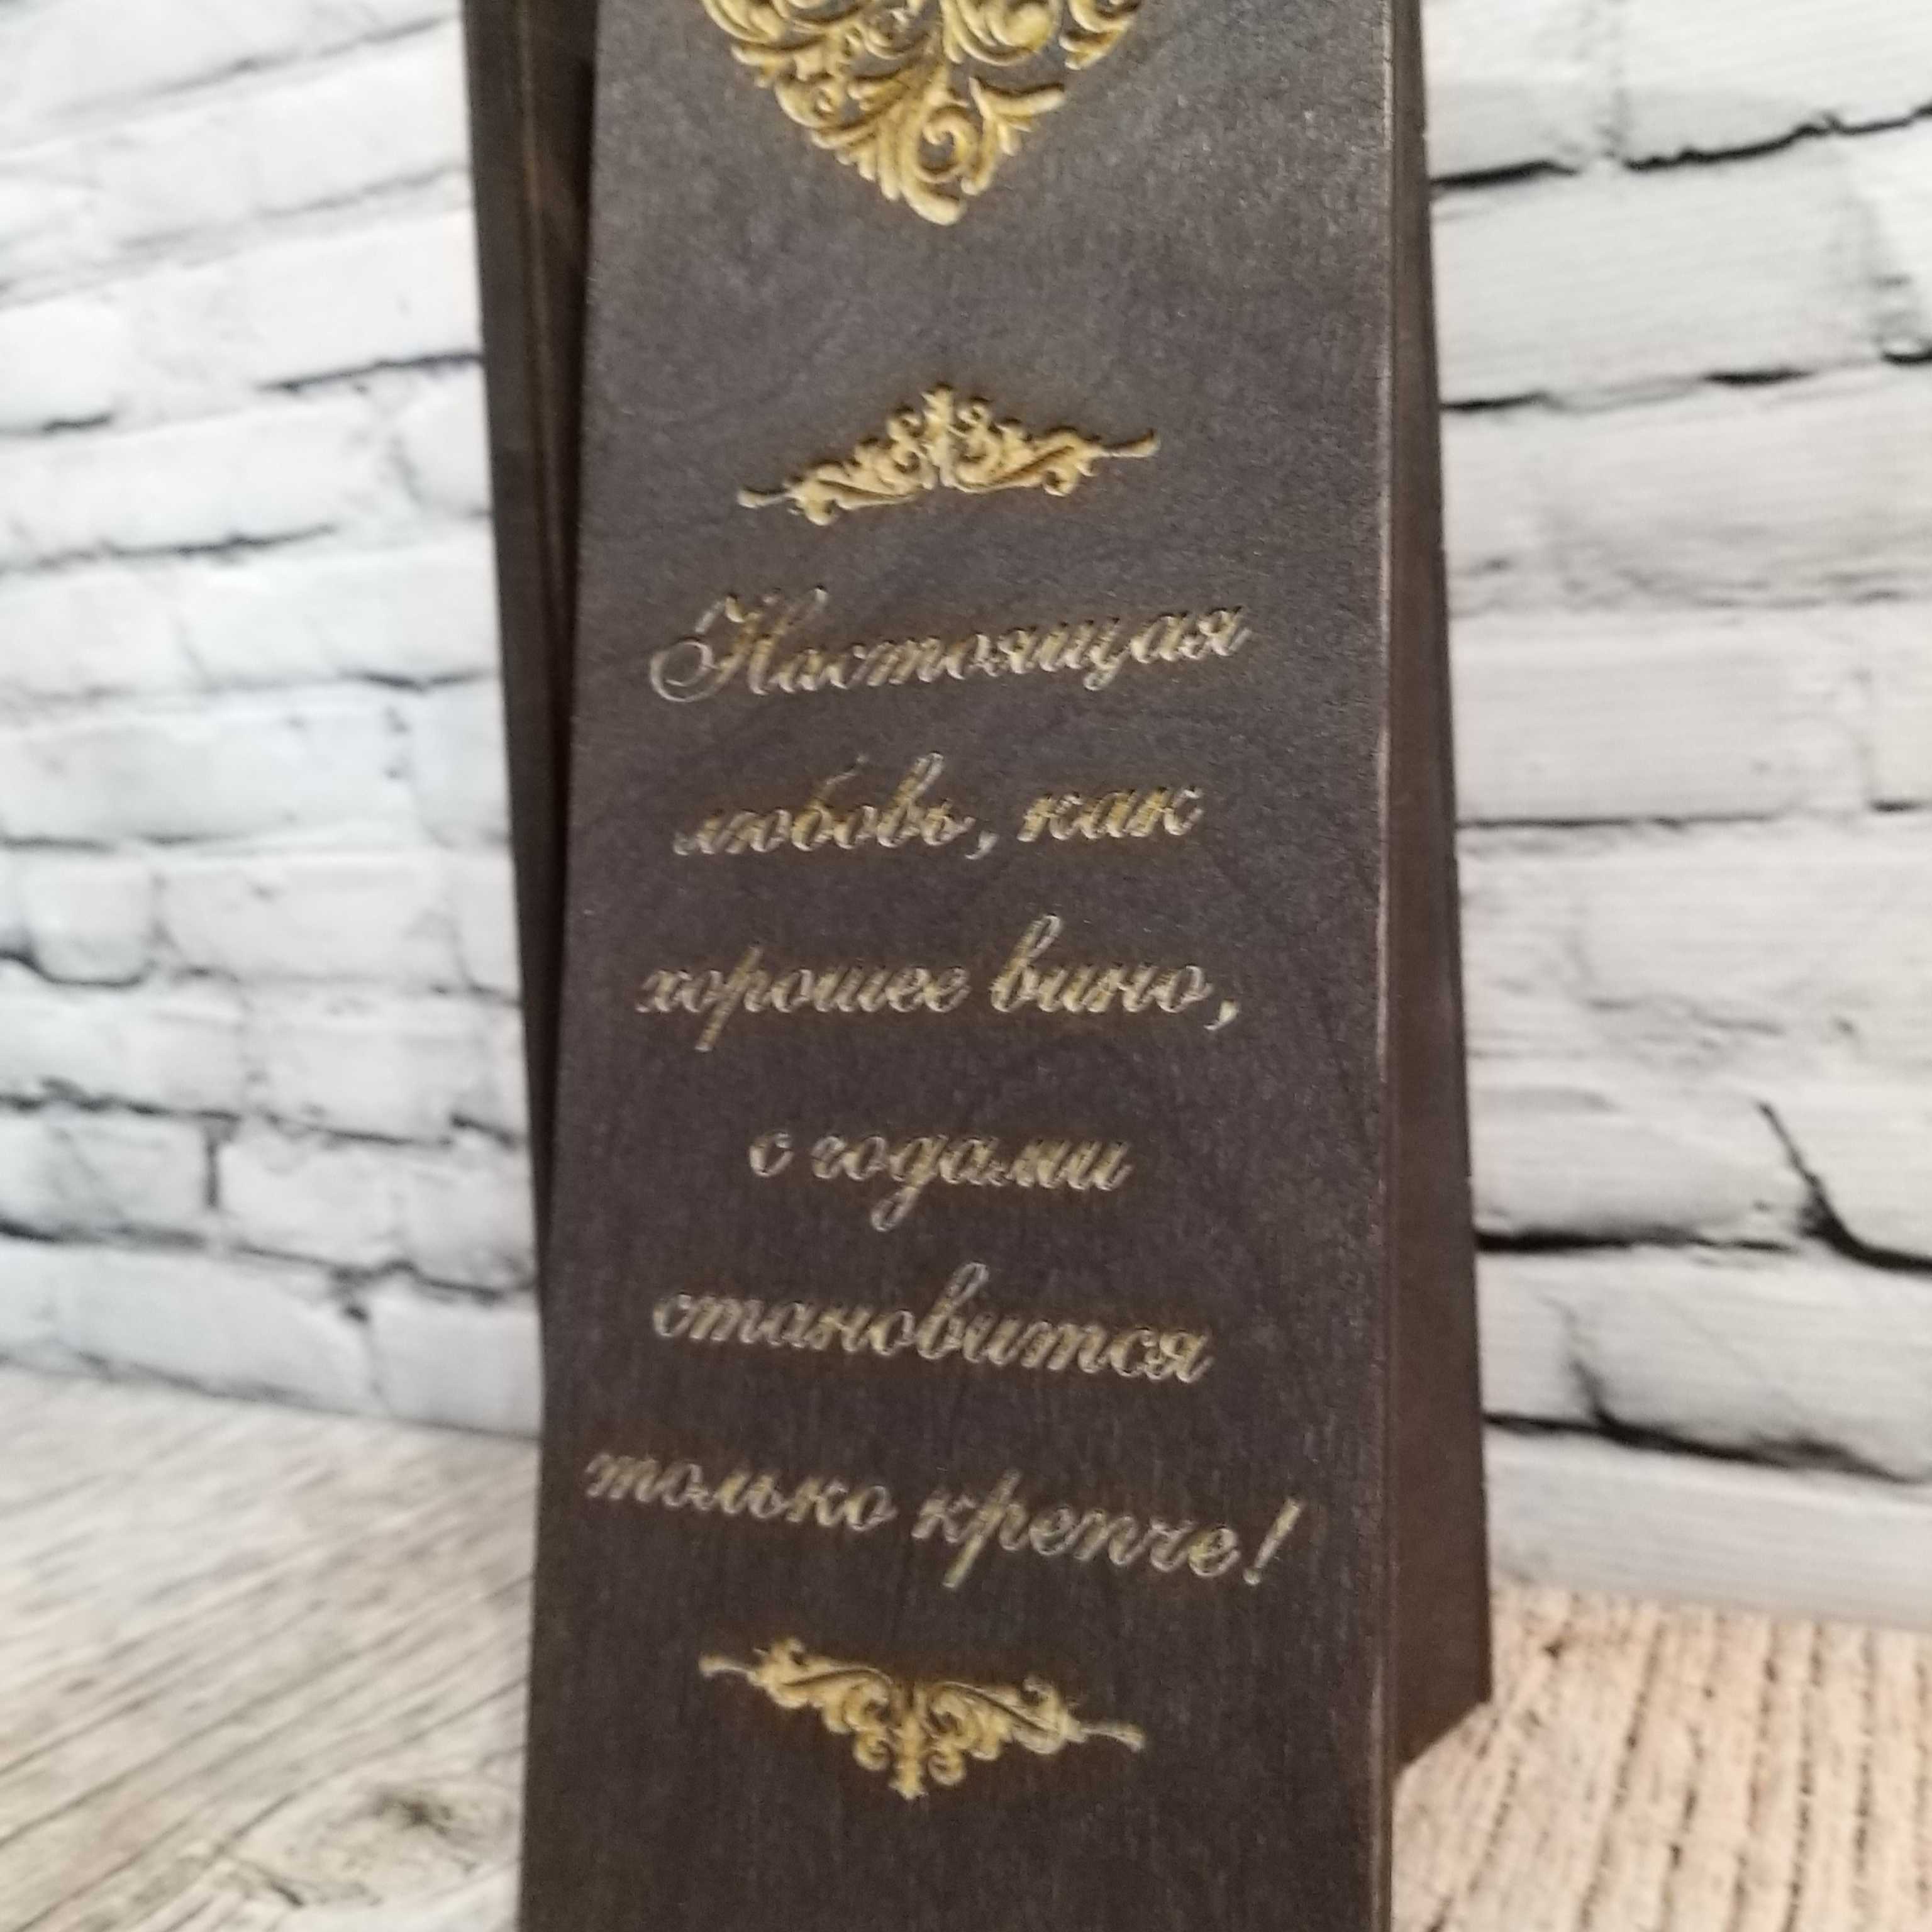 Настоящая
любовь, как
хорошее вино,
с годами
становится
только крепче!